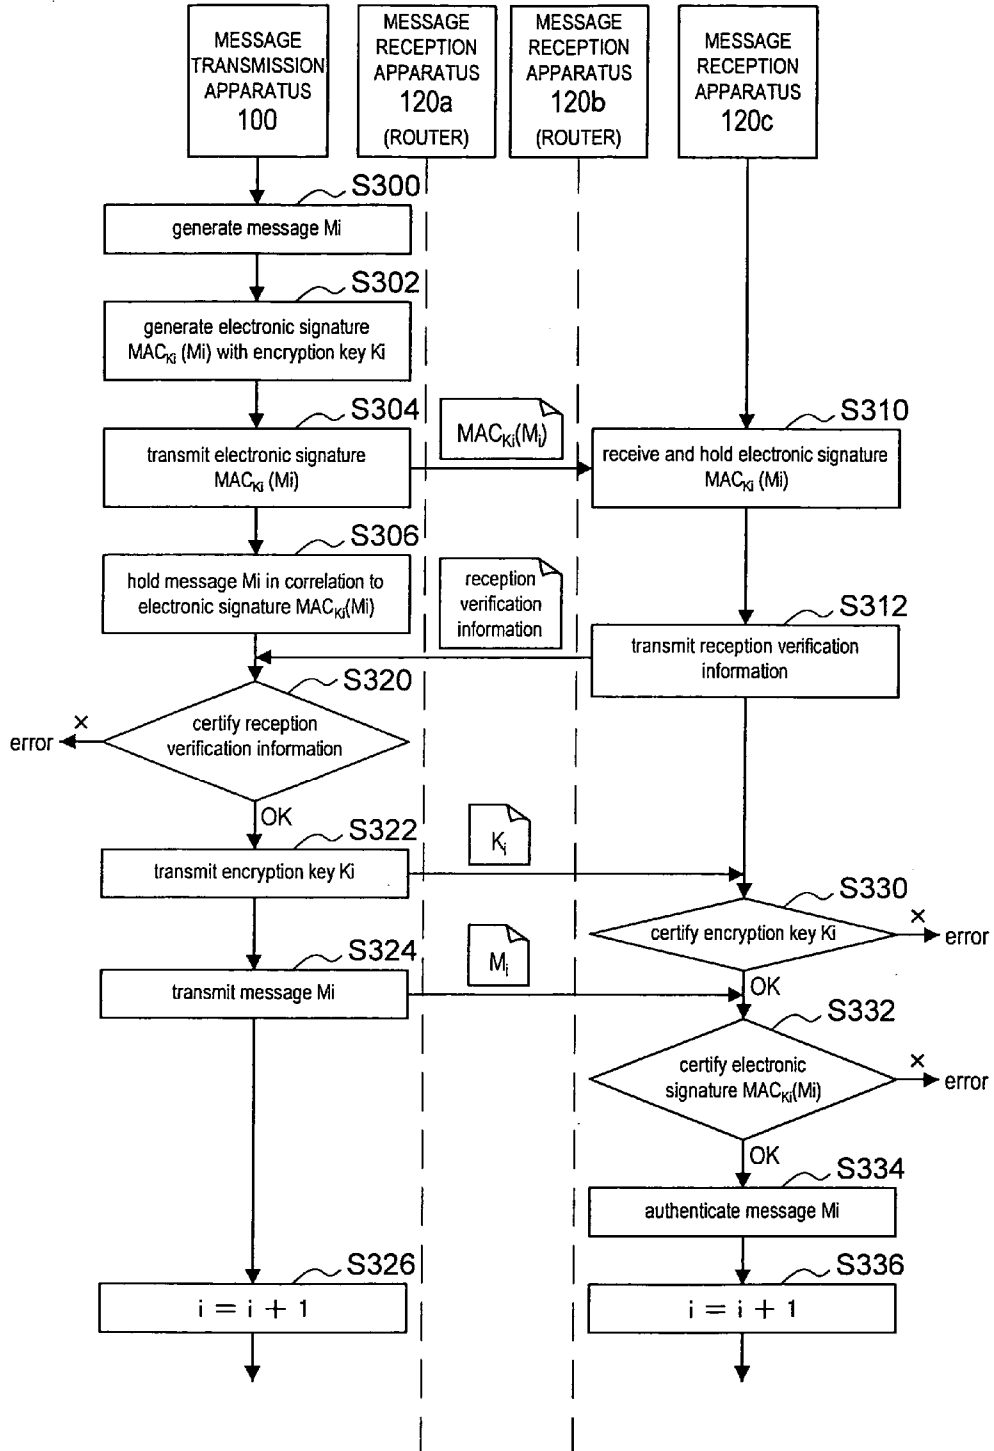 MESSAGE
TRANSMISSION
APPARATUS
100
MESSAGE
RECEPTION
APPARATUS
120a
(ROUTER)
MESSAGE
RECEPTION
APPARATUS
120b
(ROUTER)
MESSAGE
RECEPTION
APPARATUS
120c
S300
generate message Mi
S302
generate electronic signature
MACKi (Mi) with encryption key Ki
S304
transmit electronic signature
MACKi (Mi)
MACKi(Mi)
S310
receive and hold electronic signature
MACKi (Mi)
S306
hold message Mi in correlation to
electronic signature MACKi(Mi)
reception
verification
information
S312
transmit reception verification
information
S320
certify reception
verification information
×
error
OK
S322
transmit encryption key Ki
Ki
S330
certify encryption key Ki
×
error
OK
S324
transmit message Mi
Mi
S332
certify electronic
signature MACKi(Mi)
×
error
OK
S334
authenticate message Mi
S326
i = i + 1
S336
i = i + 1